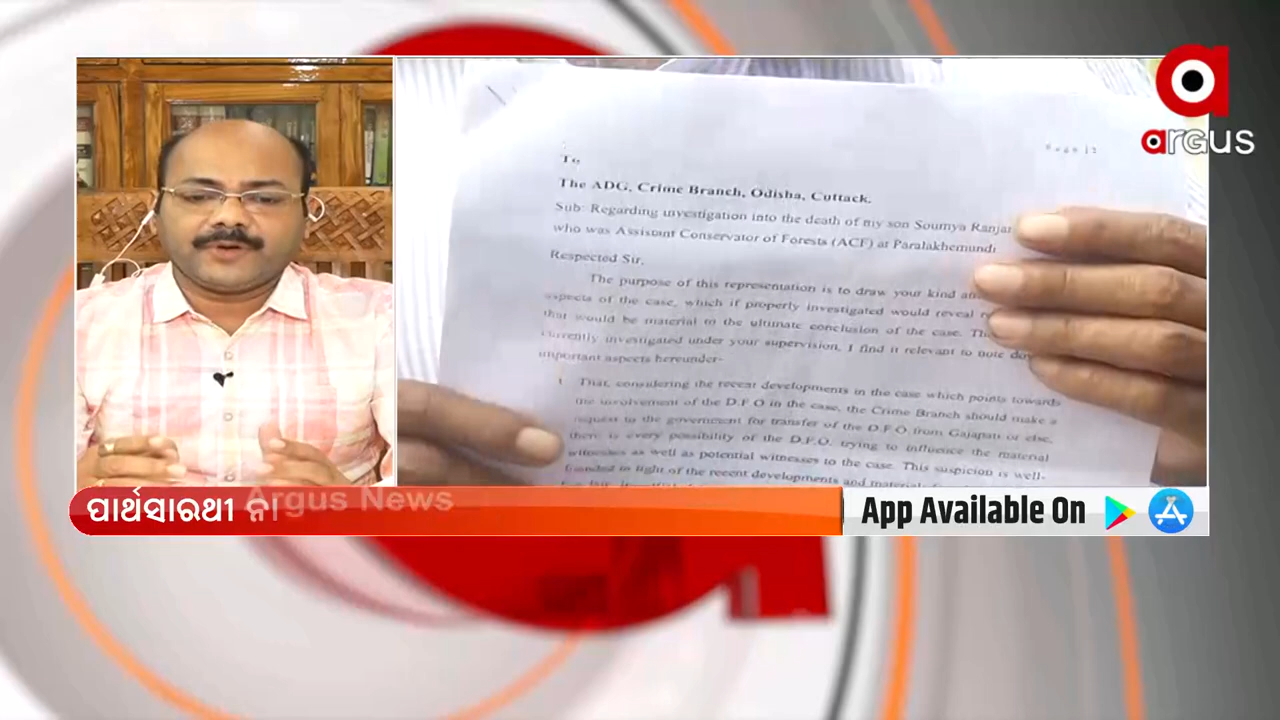 argus
Page | 1
To,
The ADG, Crime Branch, Odisha, Cuttack.
Sub: Regarding investigation into the death of my son Soumya Ranjan
who was Assistant Conservator of Forests (ACF) at Paralakhemundi
Respected Sir,
The purpose of this representation is to draw your kind
aspects of the case, which if properly investigated would reveal
that would be material to the ultimate conclusion of the case.
currently investigated under your supervision, I find it relevant to note
important aspects hereunder-
1. That, considering the recent developments in the case which points towards
the involvement of the D.F.O in the case, the Crime Branch should make a
request to the government for transfer of the D.F.O from Gajapati or else,
there is every possibility of the D.F.O. trying to influence the material
witnesses as well as potential witnesses to the case. This suspicion is well-
founded in light of the recent developments and
ପାର୍ଥସାରଥୀ ନା
Argus News
App Available On